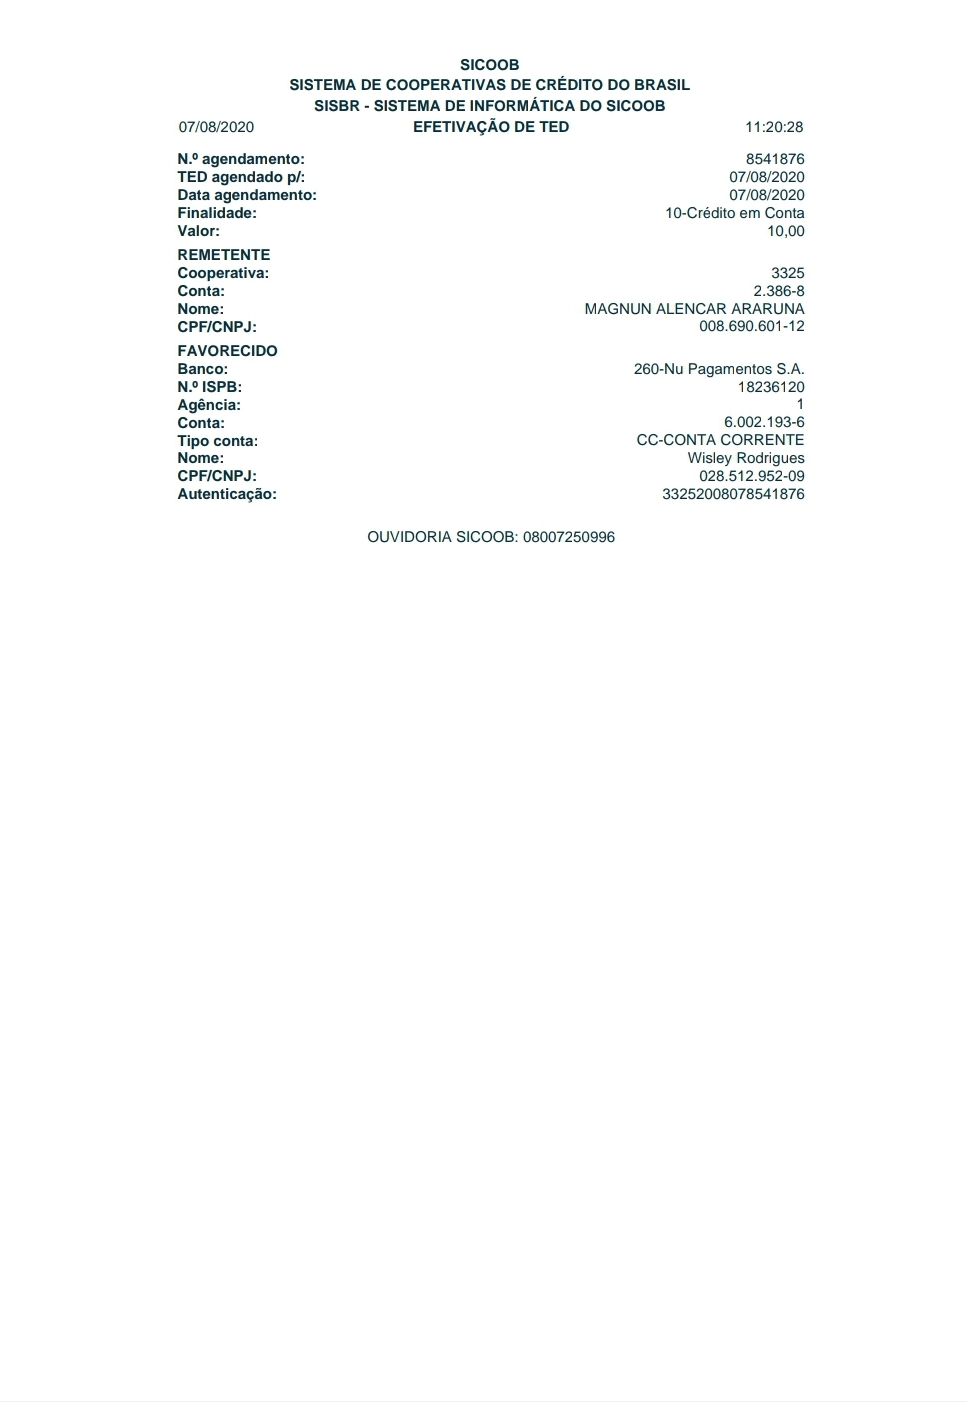 SICOOB
SISTEMA DE COOPERATIVAS DE CRÉDITO DO BRASIL
SISBR - SISTEMA DE INFORMÁTICA DO SICOOB
07/08/2020 EFETIVAÇÃO DE TED 11:20:28
N.º agendamento: 8541876
TED agendado p/: 07/08/2020
Data agendamento: 07/08/2020
Finalidade: 10-Crédito em Conta
Valor: 10,00
REMETENTE
Cooperativa: 3325
Conta: 2.386-8
Nome: MAGNUN ALENCAR ARARUNA
CPF/CNPJ: 008.690.601-12
FAVORECIDO
Banco: 260-Nu Pagamentos S.A.
N.º ISPB: 18236120
Agência: 1
Conta: 6.002.193-6
Tipo conta: CC-CONTA CORRENTE
Nome: Wisley Rodrigues
CPF/CNPJ: 028.512.952-09
Autenticação: 33252008078541876
OUVIDORIA SICOOB: 08007250996